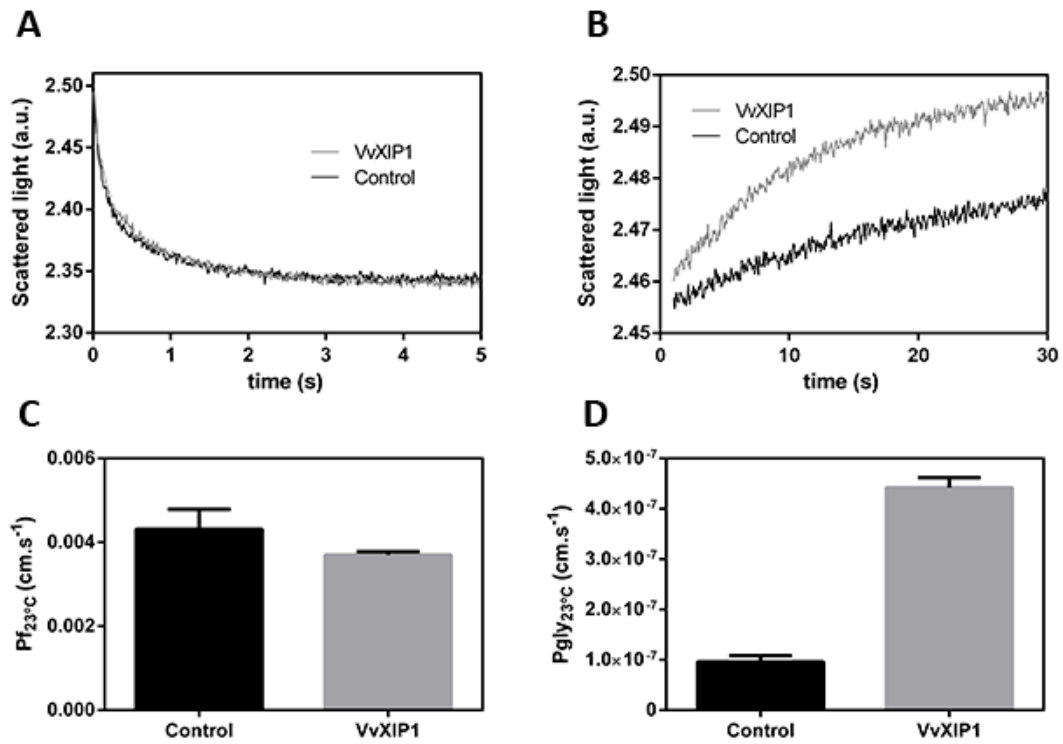 A
Scattered light (a.u.)
2.50
2.45
2.40
2.35
2.30
VvXIP1
Control
0 1 2 3 4 5
time (s)
B
Scattered light (a.u.)
2.50
2.49
2.48
2.47
2.46
2.45
VvXIP1
Control
0 10 20 30
time (s)
C
Pf₂₃ₒC (cm.s⁻¹)
0.006
0.004
0.002
0.000
Control VvXIP1
D
Pgly₂₃ₒC (cm.s⁻¹)
5.0×10⁻⁷
4.0×10⁻⁷
3.0×10⁻⁷
2.0×10⁻⁷
1.0×10⁻⁷
0
Control VvXIP1